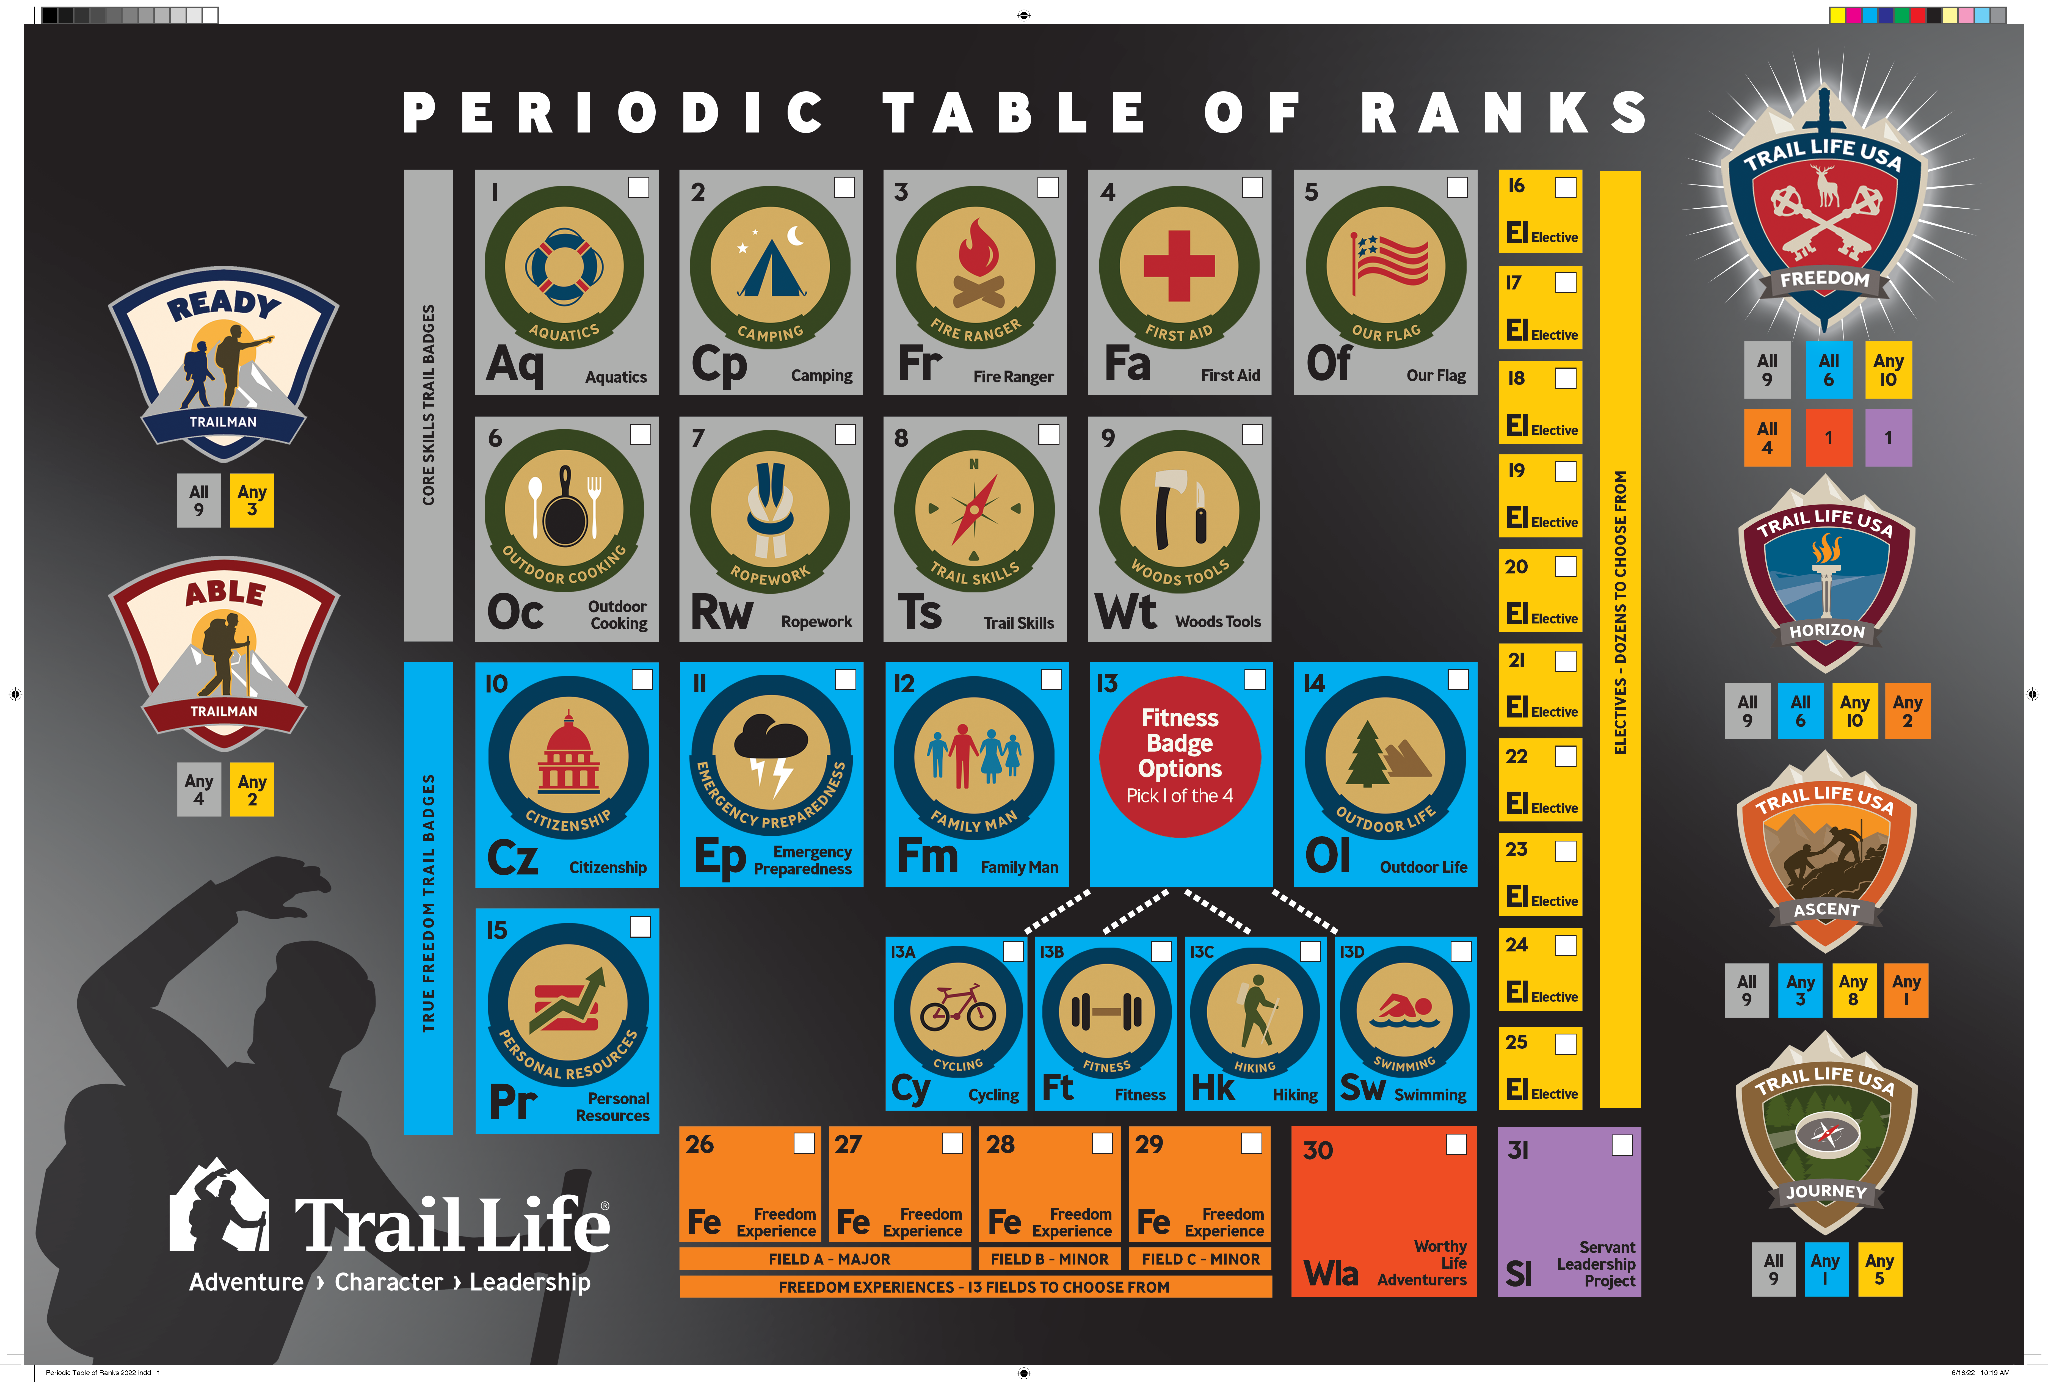 PERIODIC TABLE OF RANKS
READY
TRAILMAN
All
9
Any
3
ABLE
TRAILMAN
Any
4
Any
2
CORE SKILLS TRAIL BADGES
1
AQUATICS
Aq
Aquatics
2
CAMPING
Cp
Camping
3
FIRE RANGER
Fr
Fire Ranger
4
FIRST AID
Fa
First Aid
5
OUR FLAG
Of
Our Flag
6
OUTDOOR COOKING
Oc
Outdoor
Cooking
7
ROPEWORK
Rw
Ropework
8
N
TRAIL SKILLS
Ts
Trail Skills
9
WOODS TOOLS
Wt
Woods Tools
TRUE FREEDOM TRAIL BADGES
10
CITIZENSHIP
Cz
Citizenship
11
EMERGENCY PREPAREDNESS
Ep
Emergency
Preparedness
12
FAMILY MAN
Fm
Family Man
13
Fitness
Badge
Options
Pick 1 of the 4
14
OUTDOOR LIFE
Ol
Outdoor Life
15
PERSONAL RESOURCES
Pr
Personal
Resources
13A
CYCLING
Cy
Cycling
13B
FITNESS
Ft
Fitness
13C
HIKING
Hk
Hiking
13D
SWIMMING
Sw
Swimming
16
El Elective
17
El Elective
18
El Elective
19
El Elective
20
El Elective
21
El Elective
22
El Elective
23
El Elective
24
El Elective
25
El Elective
ELECTIVES - DOZENS TO CHOOSE FROM
26
Fe
Freedom
Experience
27
Fe
Freedom
Experience
28
Fe
Freedom
Experience
29
Fe
Freedom
Experience
FIELD A - MAJOR
FIELD B - MINOR
FIELD C - MINOR
FREEDOM EXPERIENCES - 13 FIELDS TO CHOOSE FROM
30
Wla
Worthy
Life
Adventurers
31
Sl
Servant
Leadership
Project
TRAIL LIFE USA
FREEDOM
All
9
All
6
Any
10
All
4
1
1
TRAIL LIFE USA
HORIZON
All
9
All
6
Any
10
Any
2
TRAIL LIFE USA
ASCENT
All
9
Any
3
Any
8
Any
1
TRAIL LIFE USA
JOURNEY
All
9
Any
1
Any
5
Trail Life®
Adventure › Character › Leadership
Periodic Table of Ranks 2022.indd 1
6/16/22 10:19 AM